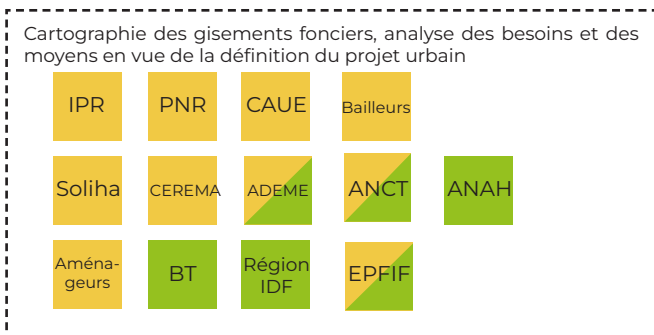 Cartographie des gisements fonciers, analyse des besoins et des
moyens en vue de la définition du projet urbain
IPR
PNR
CAUE
Bailleurs
Soliha
CEREMA
ADEME
ANCT
ANAH
Aména-
geurs
BT
Région
IDF
EPFIF